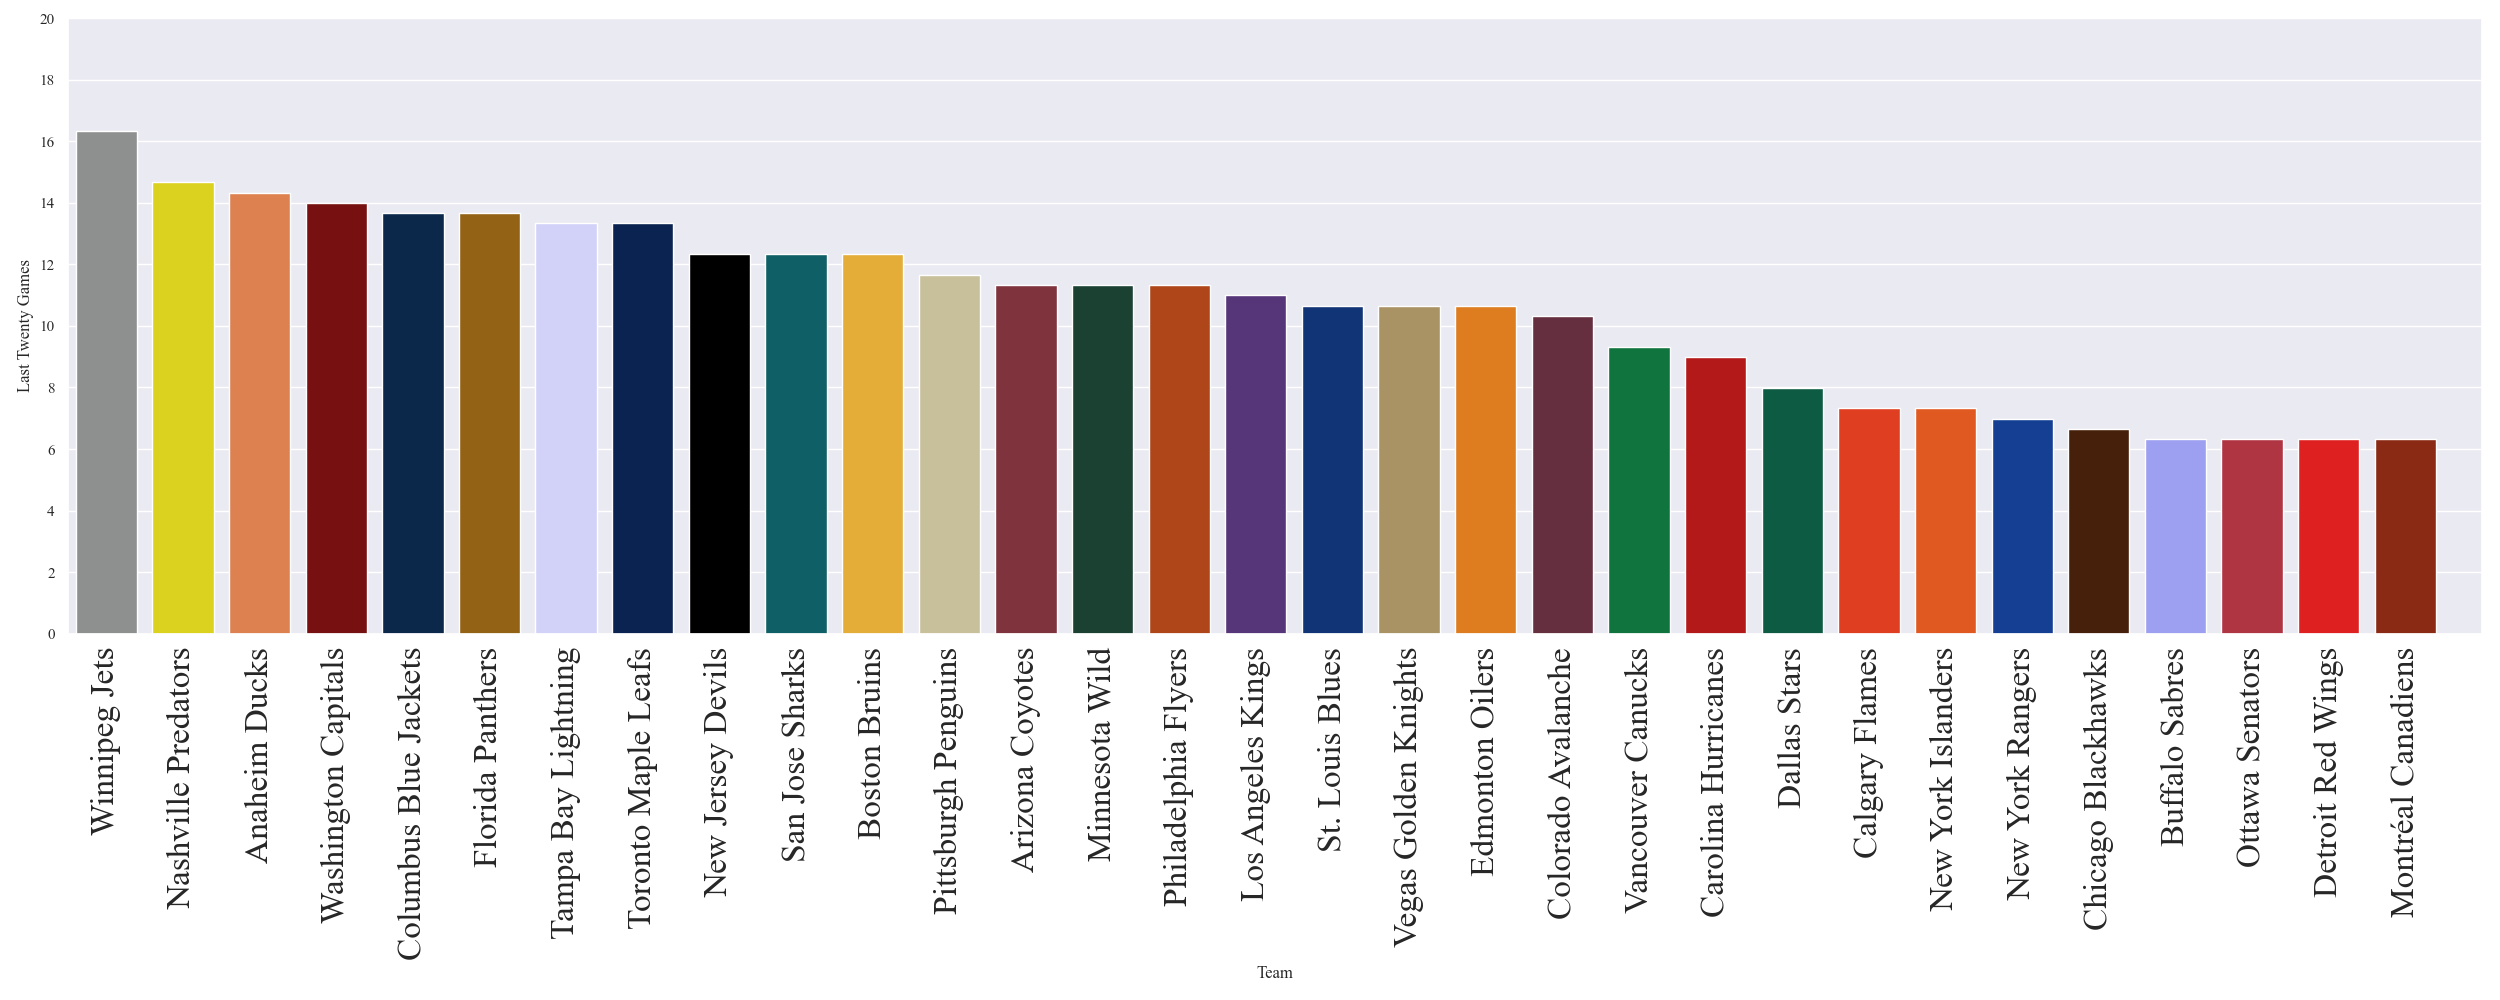 20
18
16
14
12
10
8
6
4
2
0
Last Twenty Games
Winnipeg Jets
Nashville Predators
Anaheim Ducks
Washington Capitals
Columbus Blue Jackets
Florida Panthers
Tampa Bay Lightning
Toronto Maple Leafs
New Jersey Devils
San Jose Sharks
Boston Bruins
Pittsburgh Penguins
Arizona Coyotes
Minnesota Wild
Philadelphia Flyers
Los Angeles Kings
St. Louis Blues
Vegas Golden Knights
Edmonton Oilers
Colorado Avalanche
Vancouver Canucks
Carolina Hurricanes
Dallas Stars
Calgary Flames
New York Islanders
New York Rangers
Chicago Blackhawks
Buffalo Sabres
Ottawa Senators
Detroit Red Wings
Montréal Canadiens
Team